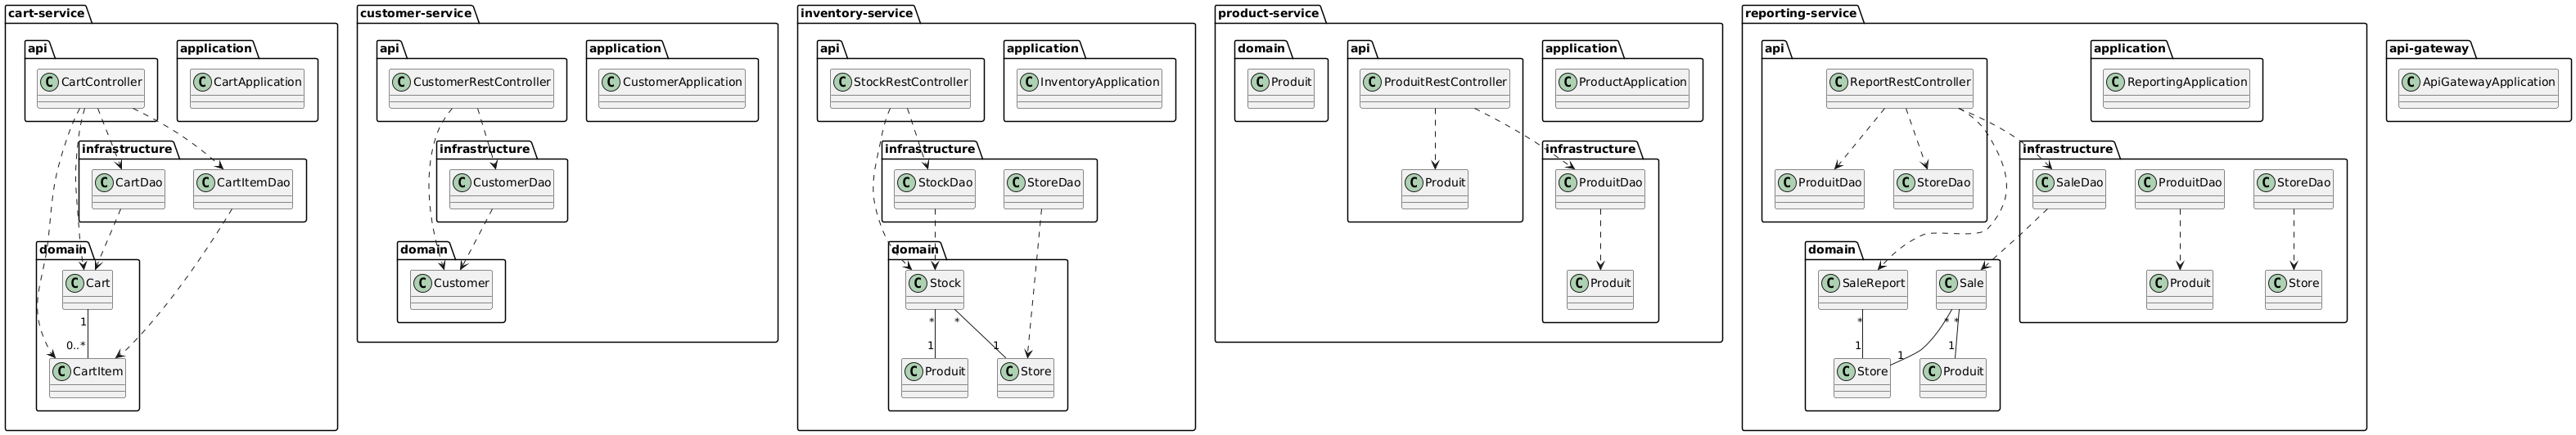 cart-service
api
application
C CartController
C CartApplication
infrastructure
C CartDao
C CartItemDao
domain
C Cart
1
0..*
C CartItem
customer-service
api
application
C CustomerRestController
C CustomerApplication
infrastructure
C CustomerDao
domain
C Customer
inventory-service
api
application
C StockRestController
C InventoryApplication
infrastructure
C StockDao
C StoreDao
domain
C Stock
* *
1 1
C Produit
C Store
product-service
domain
api
application
C Produit
C ProduitRestController
C ProductApplication
infrastructure
C Produit
C ProduitDao
C Produit
reporting-service
api
application
C ReportRestController
C ReportingApplication
infrastructure
C ProduitDao
C StoreDao
C SaleDao
C ProduitDao
C StoreDao
domain
C SaleReport
C Sale
C Produit
C Store
* * *
1 1 1
C Store
C Produit
api-gateway
C ApiGatewayApplication